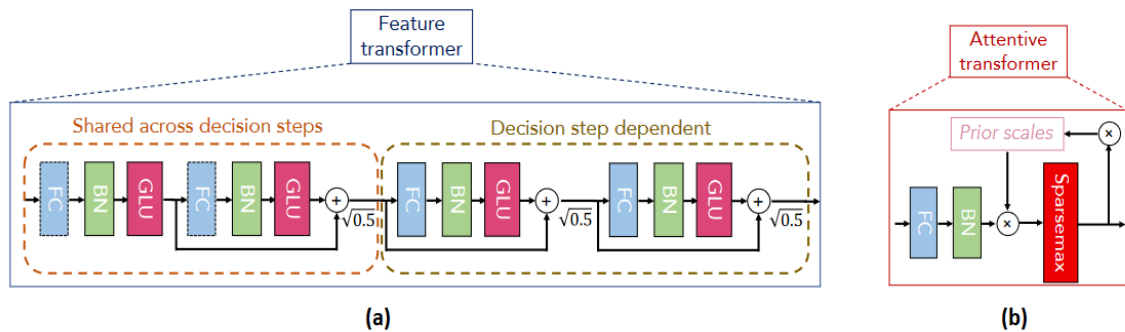 Feature
transformer
Shared across decision steps
Decision step dependent
FC
BN
GLU
FC
BN
GLU
+
√0.5
FC
BN
GLU
+
√0.5
FC
BN
GLU
+
√0.5
(a)
Attentive
transformer
Prior scales
×
FC
BN
×
Sparsemax
(b)